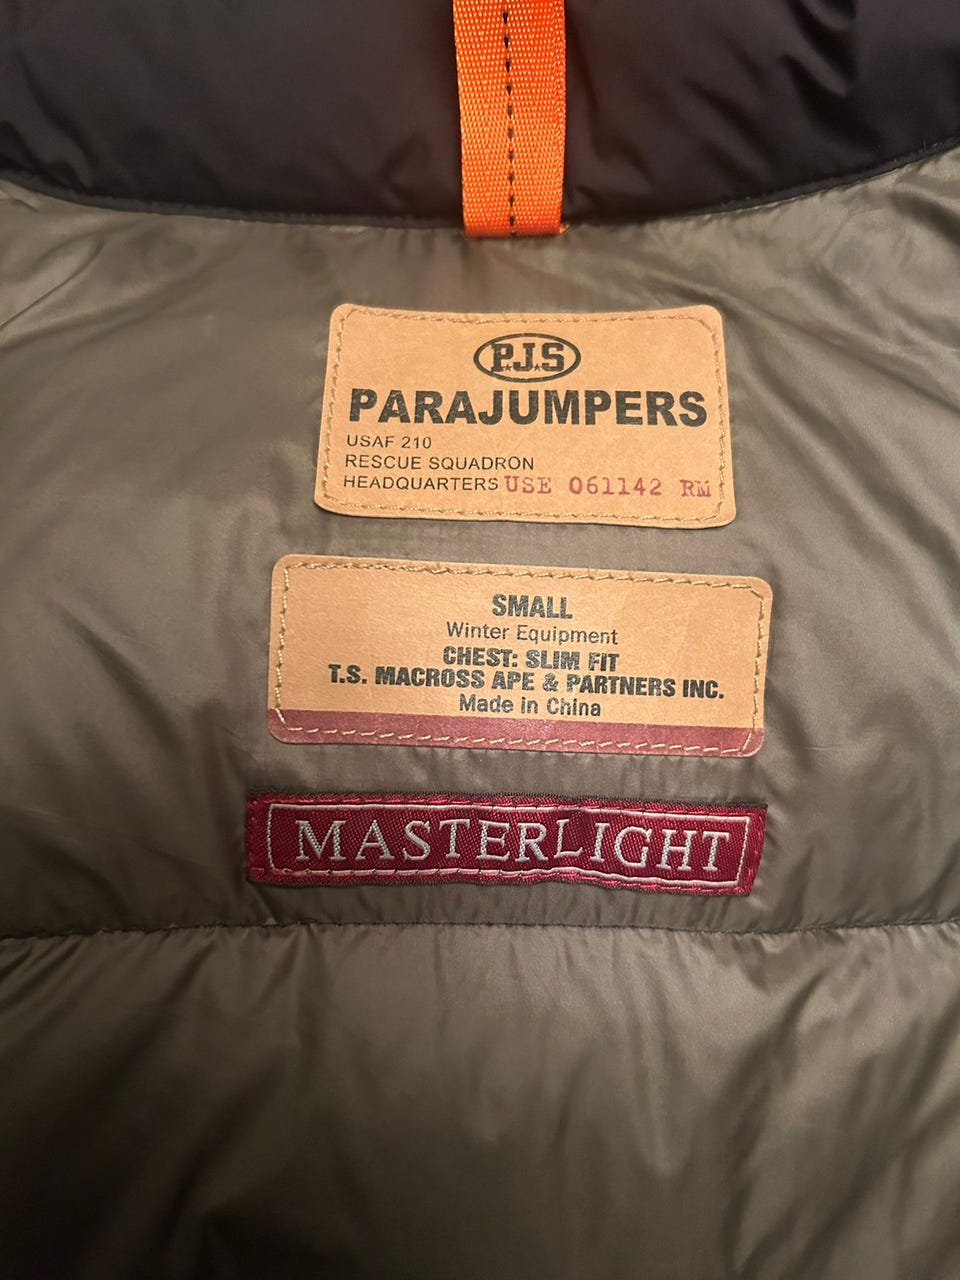 P.J.S
PARAJUMPERS
USAF 210
RESCUE SQUADRON
HEADQUARTERS USE 061142 RM
SMALL
Winter Equipment
CHEST: SLIM FIT
T.S. MACROSS APE & PARTNERS INC.
Made in China
MASTERLIGHT